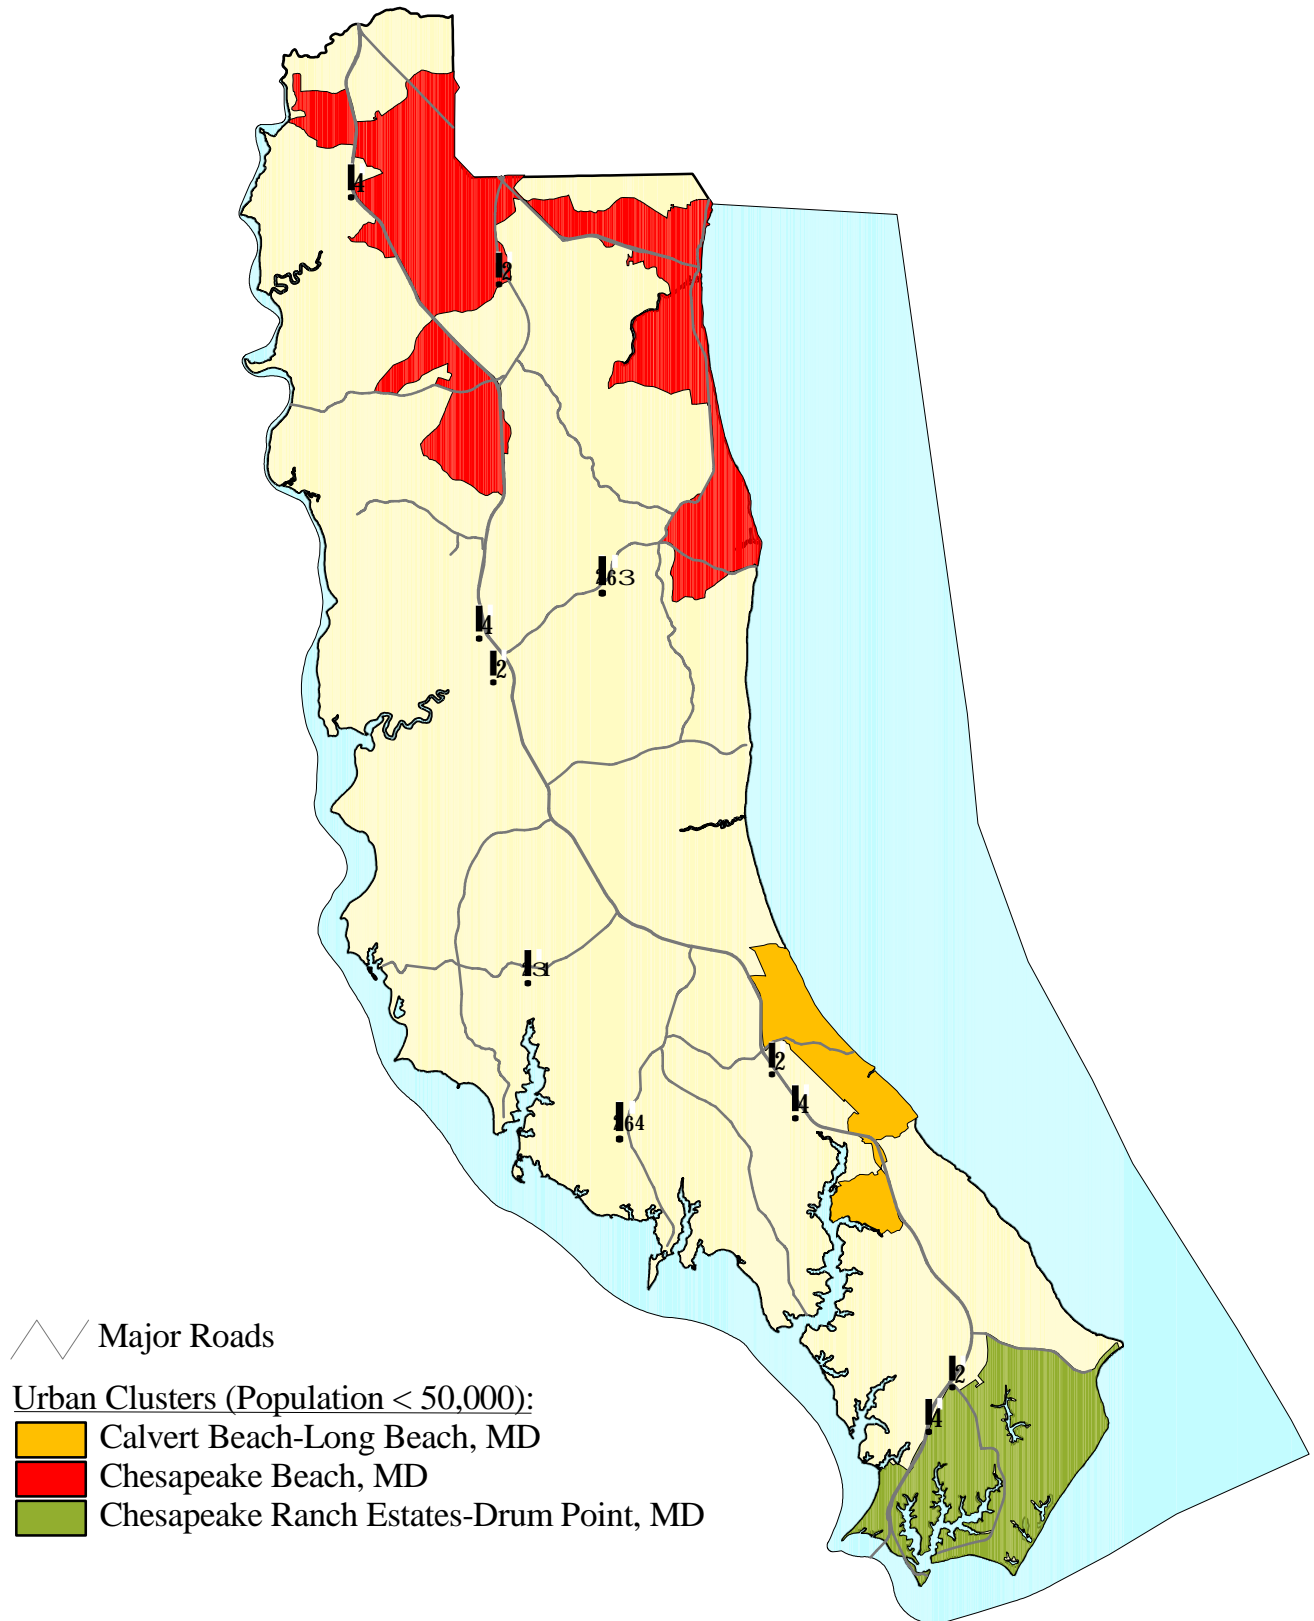 4
2
263
4
2
231
2
4
264
Major Roads
2
Urban Clusters (Population < 50,000):
4
Calvert Beach-Long Beach, MD
Chesapeake Beach, MD
Chesapeake Ranch Estates-Drum Point, MD